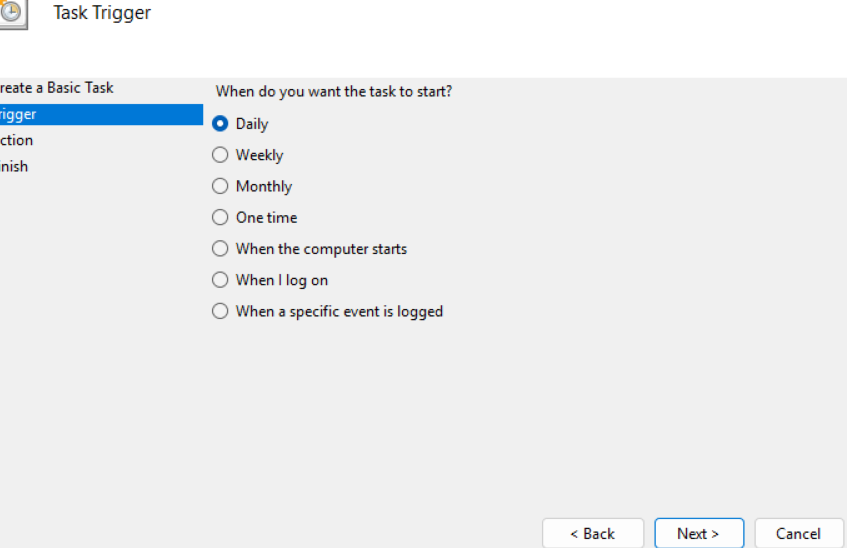 Task Trigger
reate a Basic Task
rigger
ction
inish
When do you want the task to start?
Daily
Weekly
Monthly
One time
When the computer starts
When I log on
When a specific event is logged
< Back
Next >
Cancel